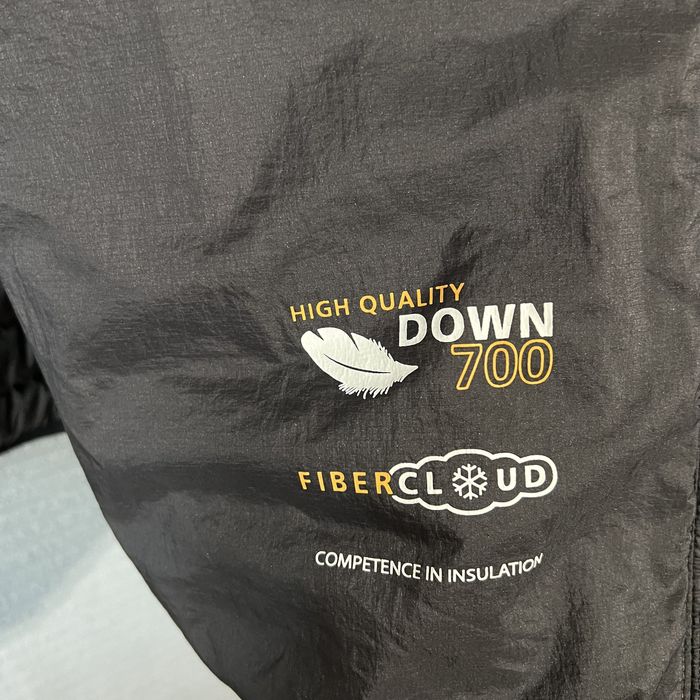 HIGH QUALITY
DOWN
700
FIBERCLOUD
COMPETENCE IN INSULATION